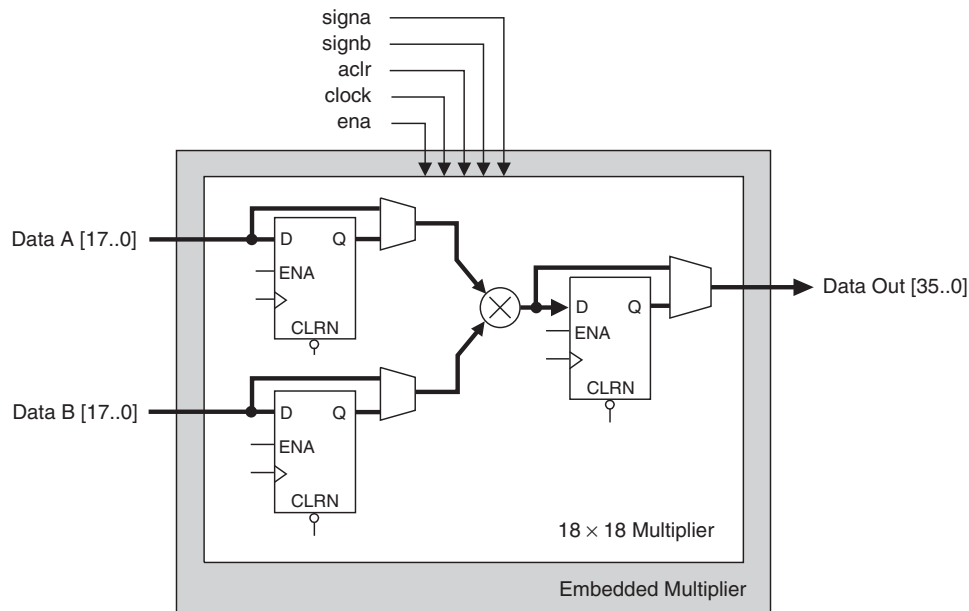 signa
signb
aclr
clock
ena
Data A [17..0]
D Q
ENA
CLRN
Data B [17..0]
D Q
ENA
CLRN
D Q
ENA
CLRN
Data Out [35..0]
18 × 18 Multiplier
Embedded Multiplier